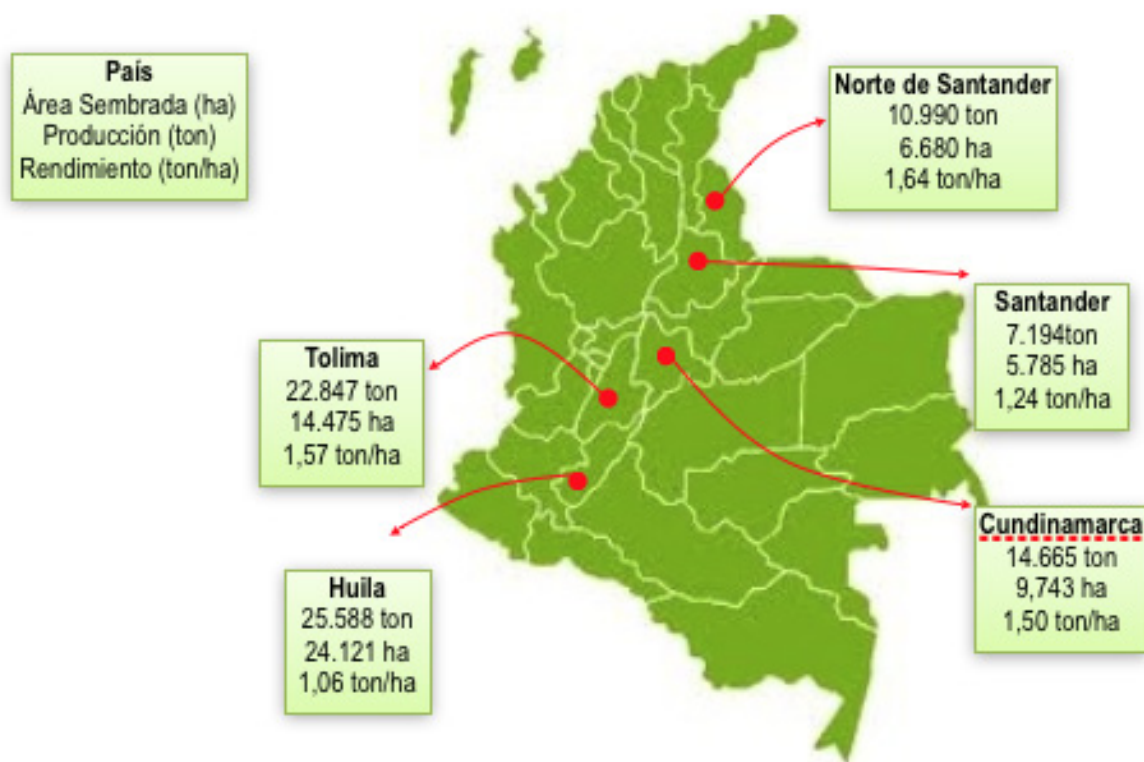 País
Área Sembrada (ha)
Producción (ton)
Rendimiento (ton/ha)
Norte de Santander
10.990 ton
6.680 ha
1,64 ton/ha
Santander
7.194ton
5.785 ha
1,24 ton/ha
Tolima
22.847 ton
14.475 ha
1,57 ton/ha
Cundinamarca
14.665 ton
9,743 ha
1,50 ton/ha
Huila
25.588 ton
24.121 ha
1,06 ton/ha